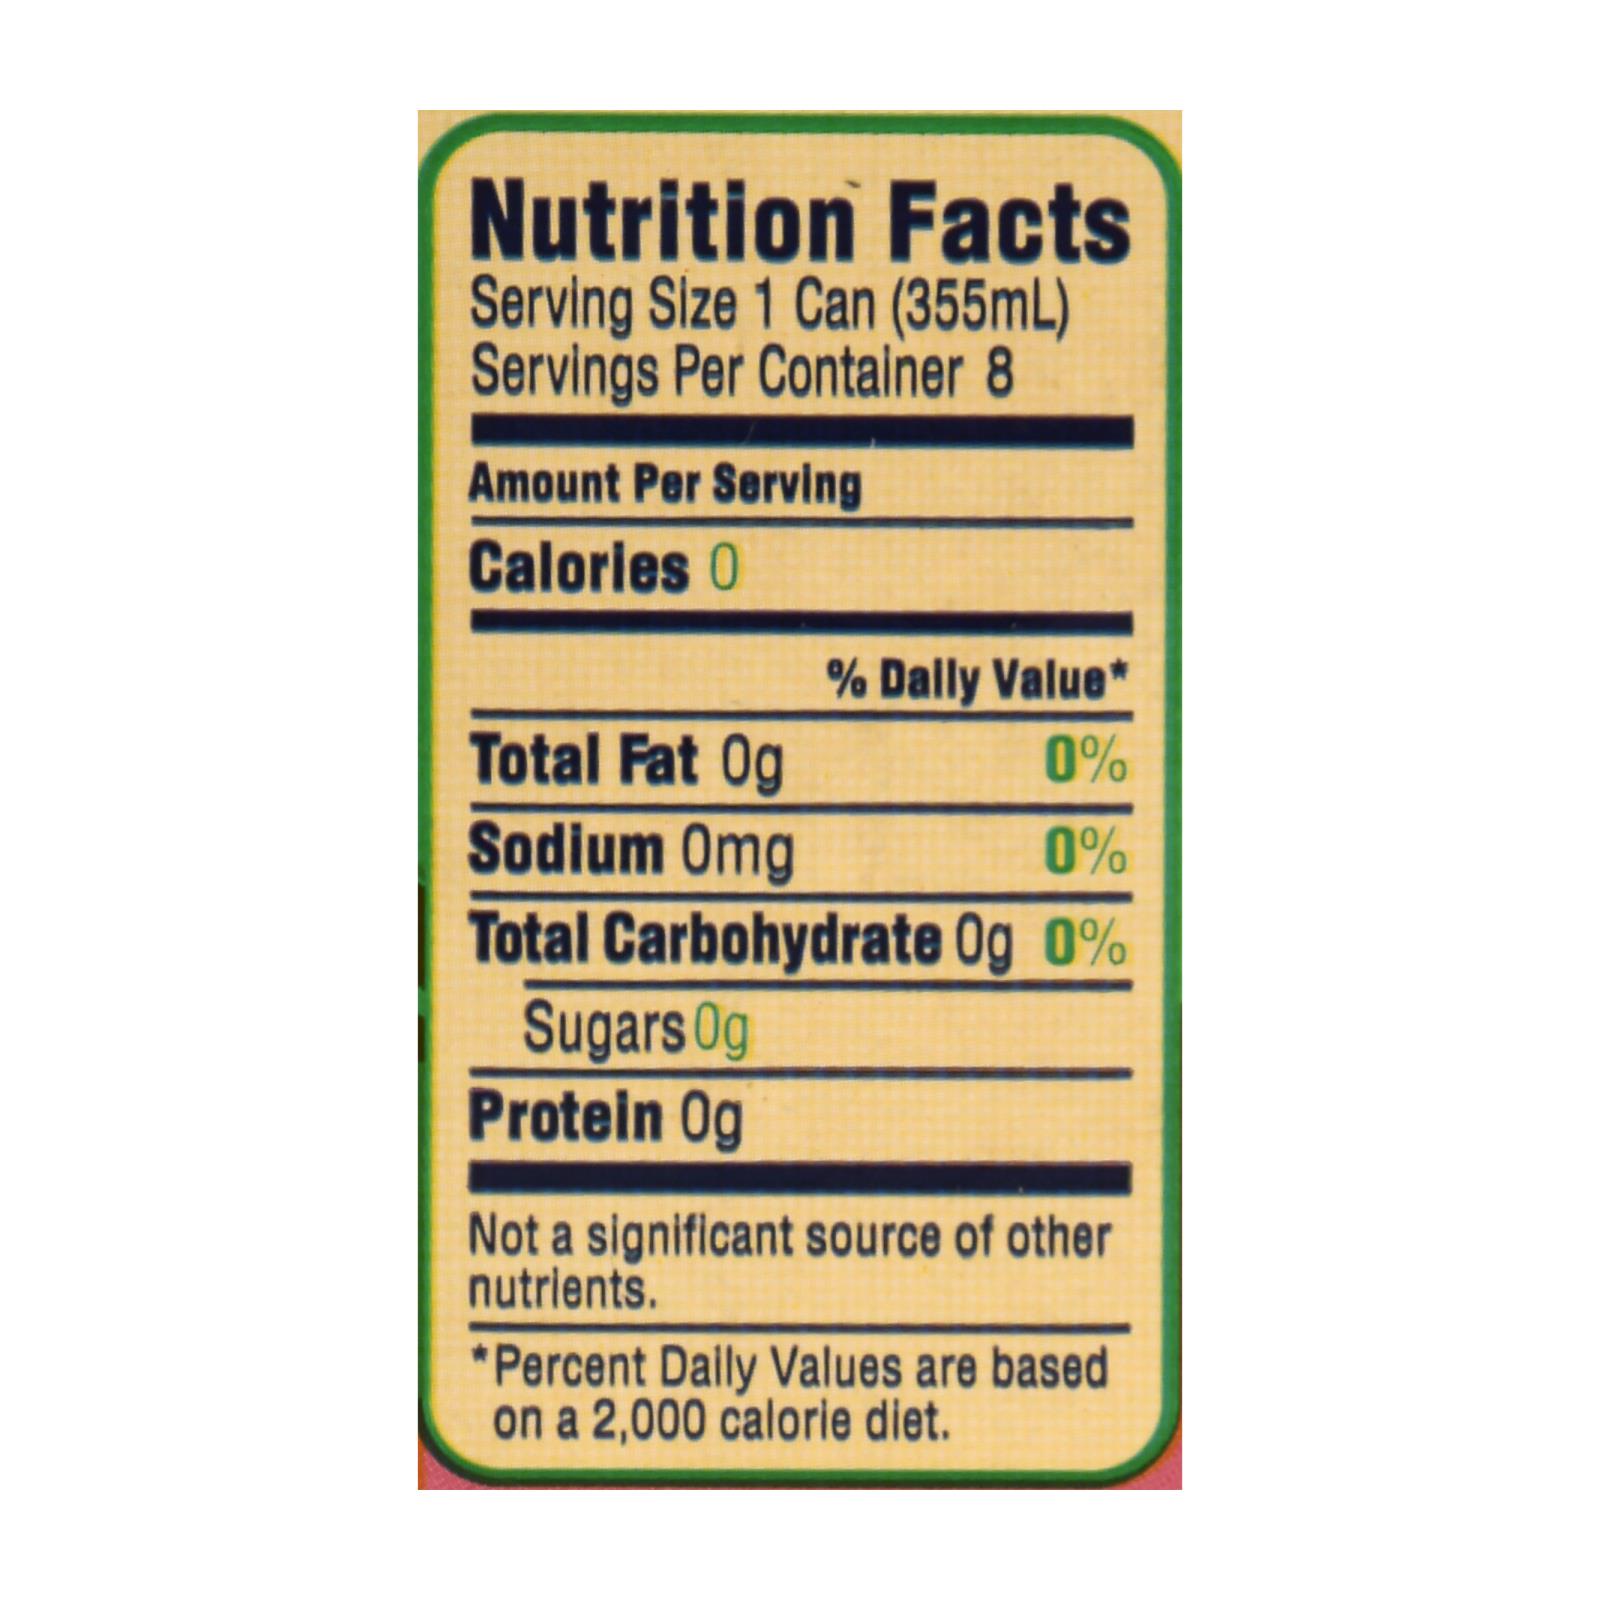 Nutrition Facts
Serving Size 1 Can (355mL)
Servings Per Container 8
Amount Per Serving
Calories 0
% Daily Value*
Total Fat 0g 0%
Sodium 0mg 0%
Total Carbohydrate 0g 0%
Sugars 0g
Protein 0g
Not a significant source of other
nutrients.
*Percent Daily Values are based
on a 2,000 calorie diet.